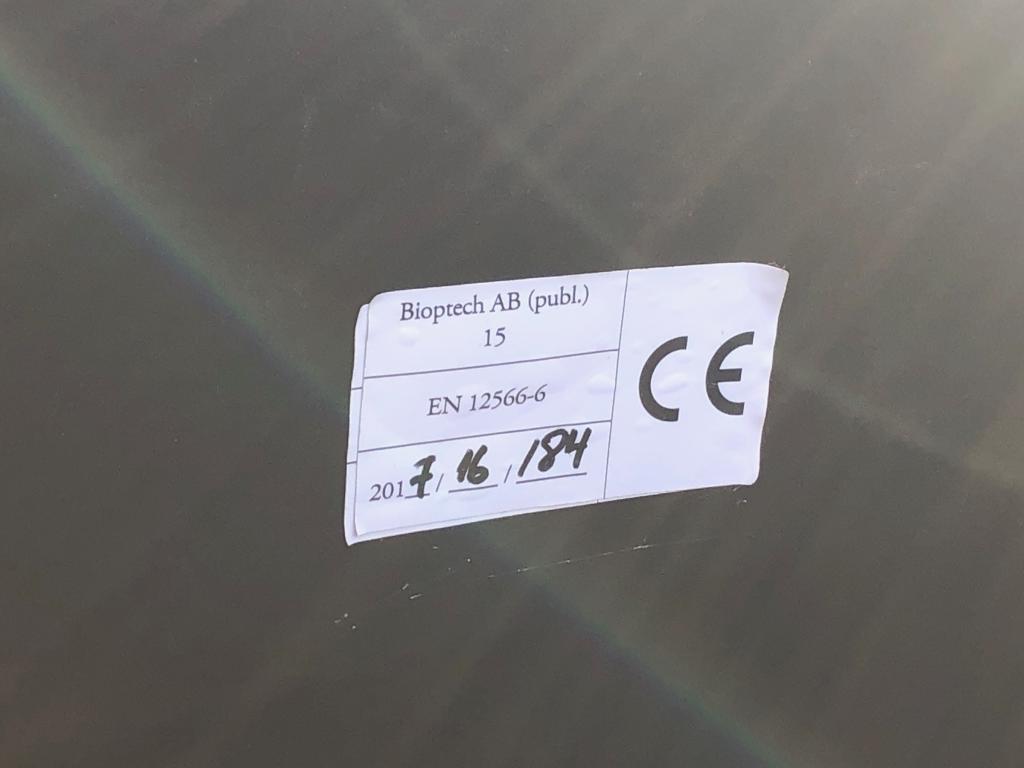 Bioptech AB (publ.)
15
EN 12566-6
2017/16/184
CE